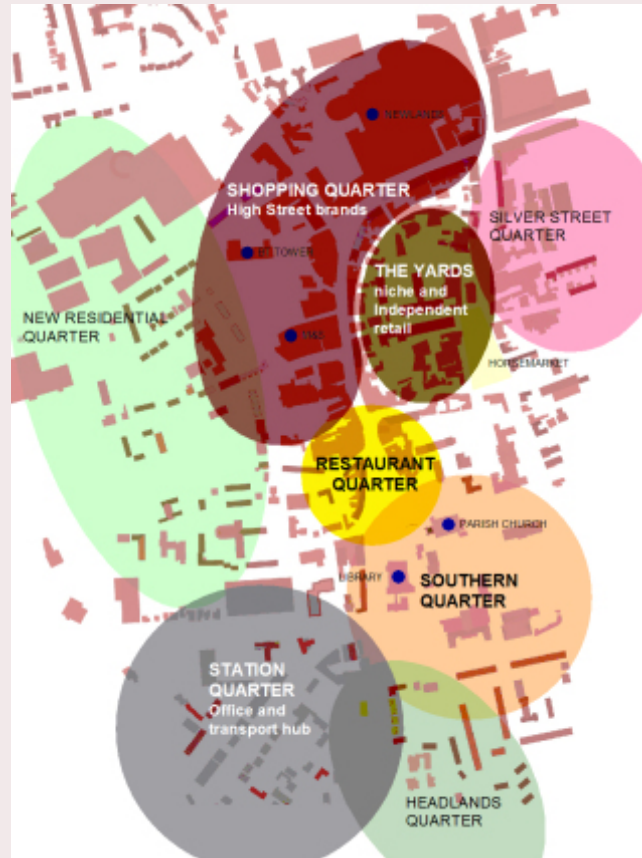 NEWLANDS
SHOPPING QUARTER
High Street brands
SILVER STREET
QUARTER
TOWER
THE YARDS
niche and
Independent
retail
NEW RESIDENTIAL
QUARTER
HORSEMARKET
RESTAURANT
QUARTER
PARISH CHURCH
LIBRARY
SOUTHERN
QUARTER
STATION
QUARTER
Office and
transport hub
HEADLANDS
QUARTER